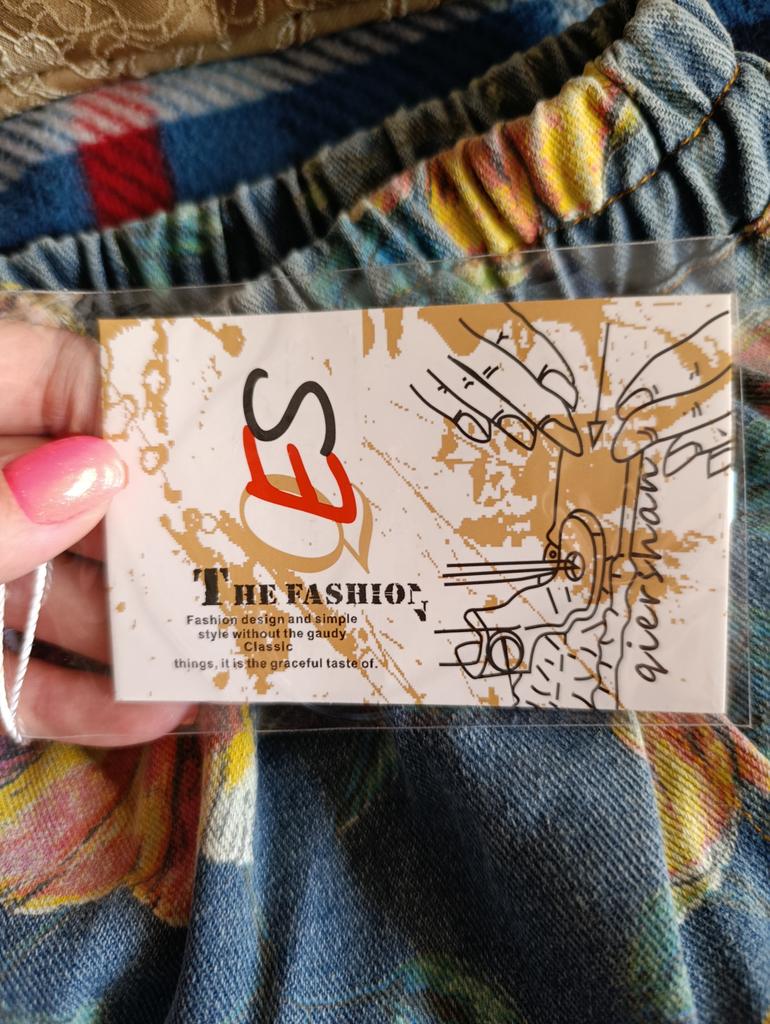 QES
THE FASHION
Fashion design and simple
style without the gaudy
Classic
things, it is the graceful taste of.
qiershan